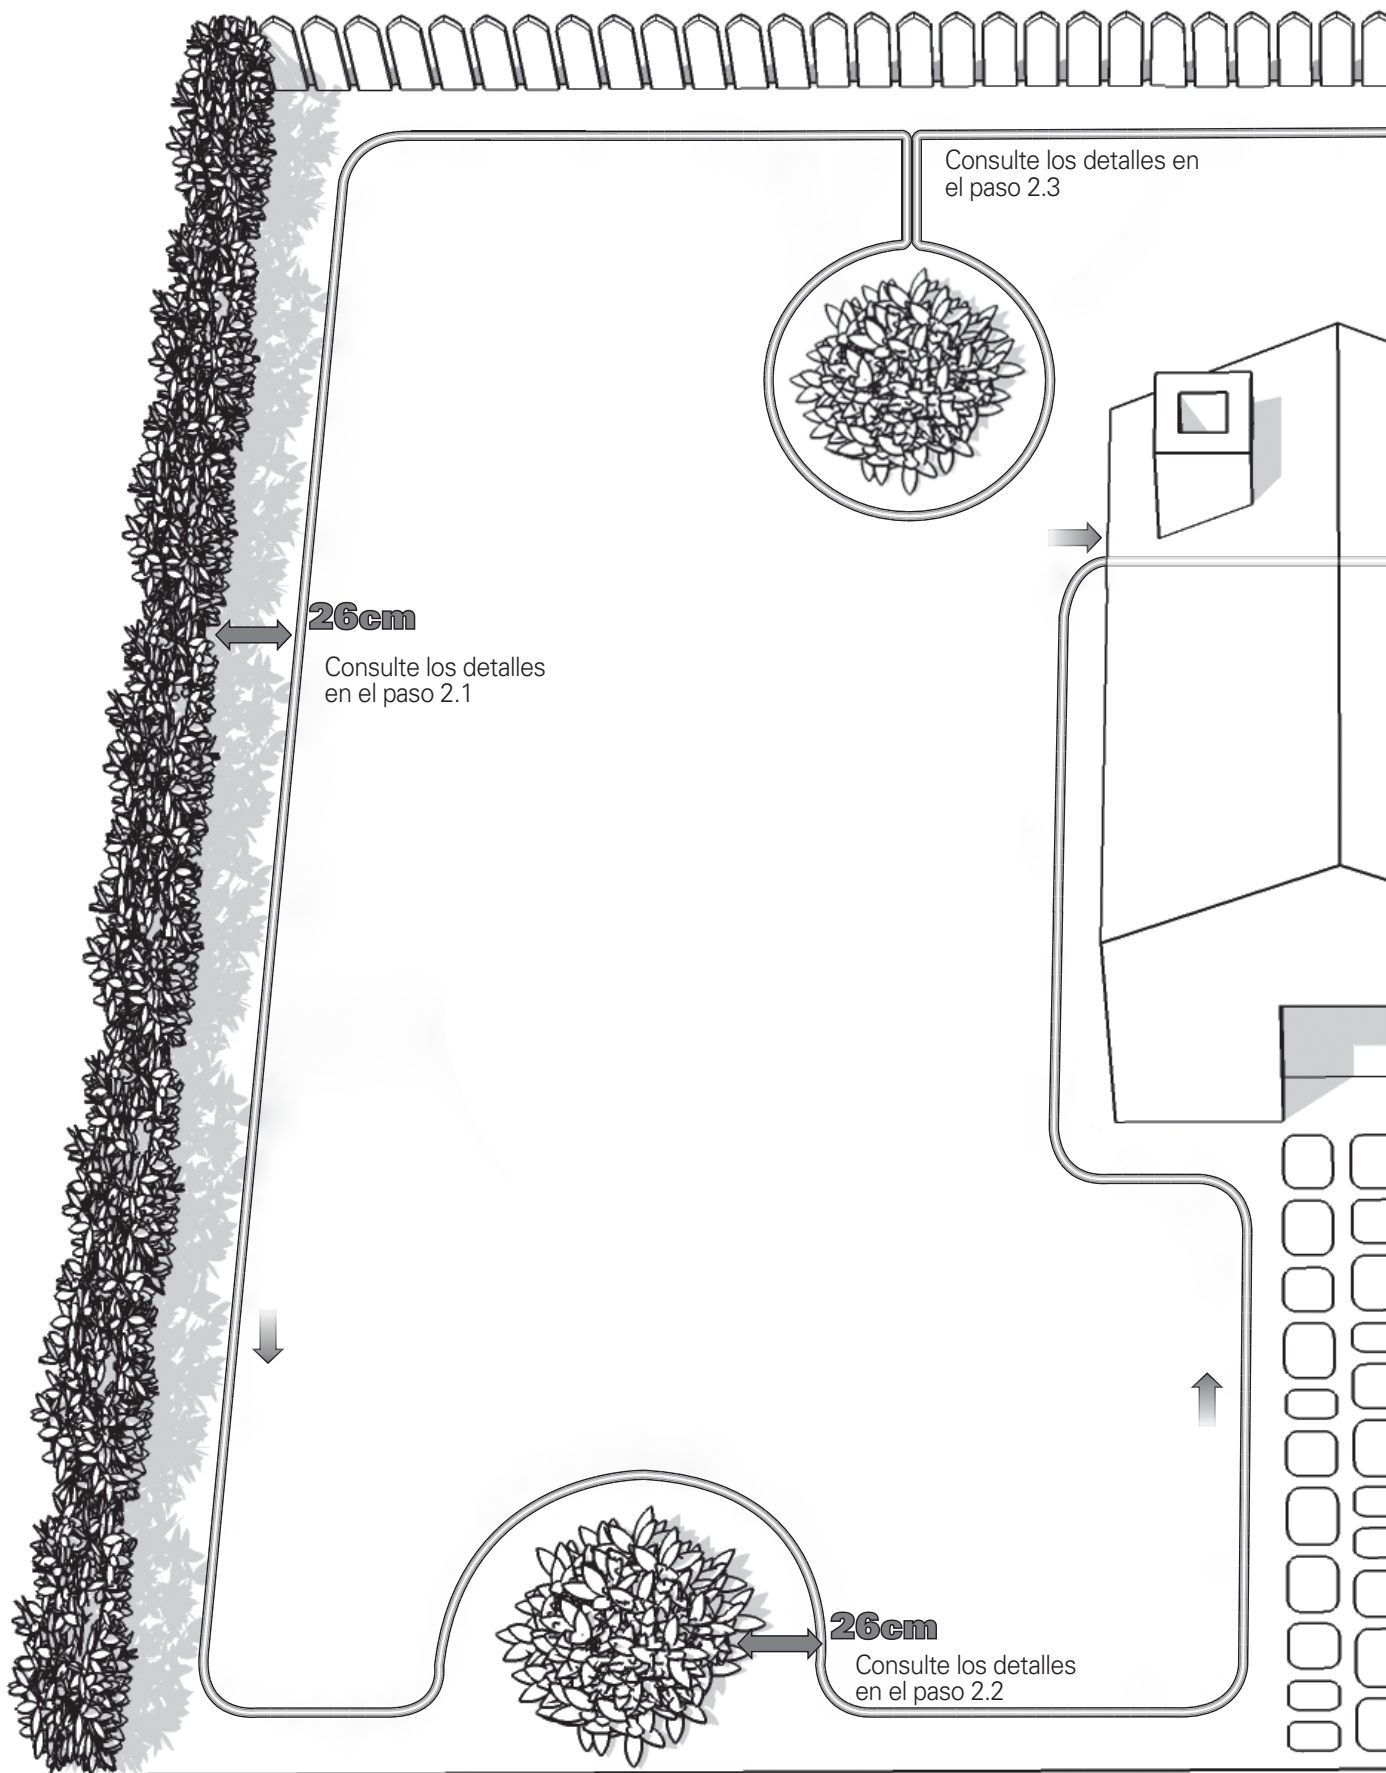 Consulte los detalles en
el paso 2.3
26cm
Consulte los detalles
en el paso 2.1
26cm
Consulte los detalles
en el paso 2.2